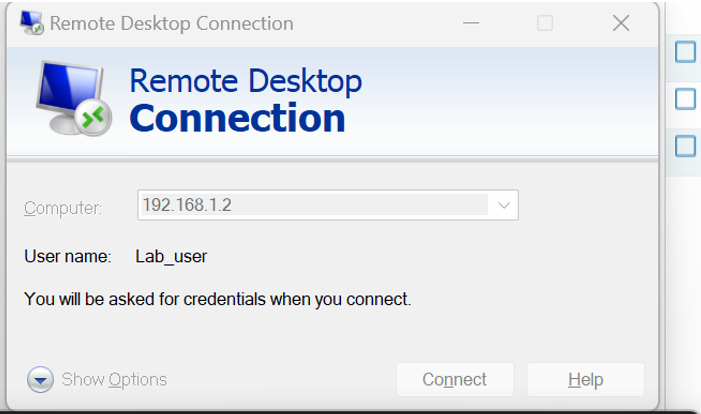 Remote Desktop Connection
Remote Desktop
Connection
Computer: 192.168.1.2
User name: Lab_user
You will be asked for credentials when you connect.
Show Options Connect Help